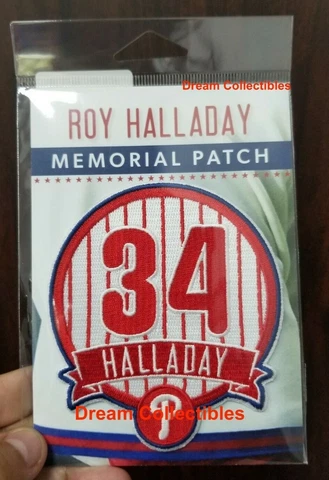 Dream Collectibles
ROY HALLADAY
MEMORIAL PATCH
34
HALLADAY
Dream Collectibles
P